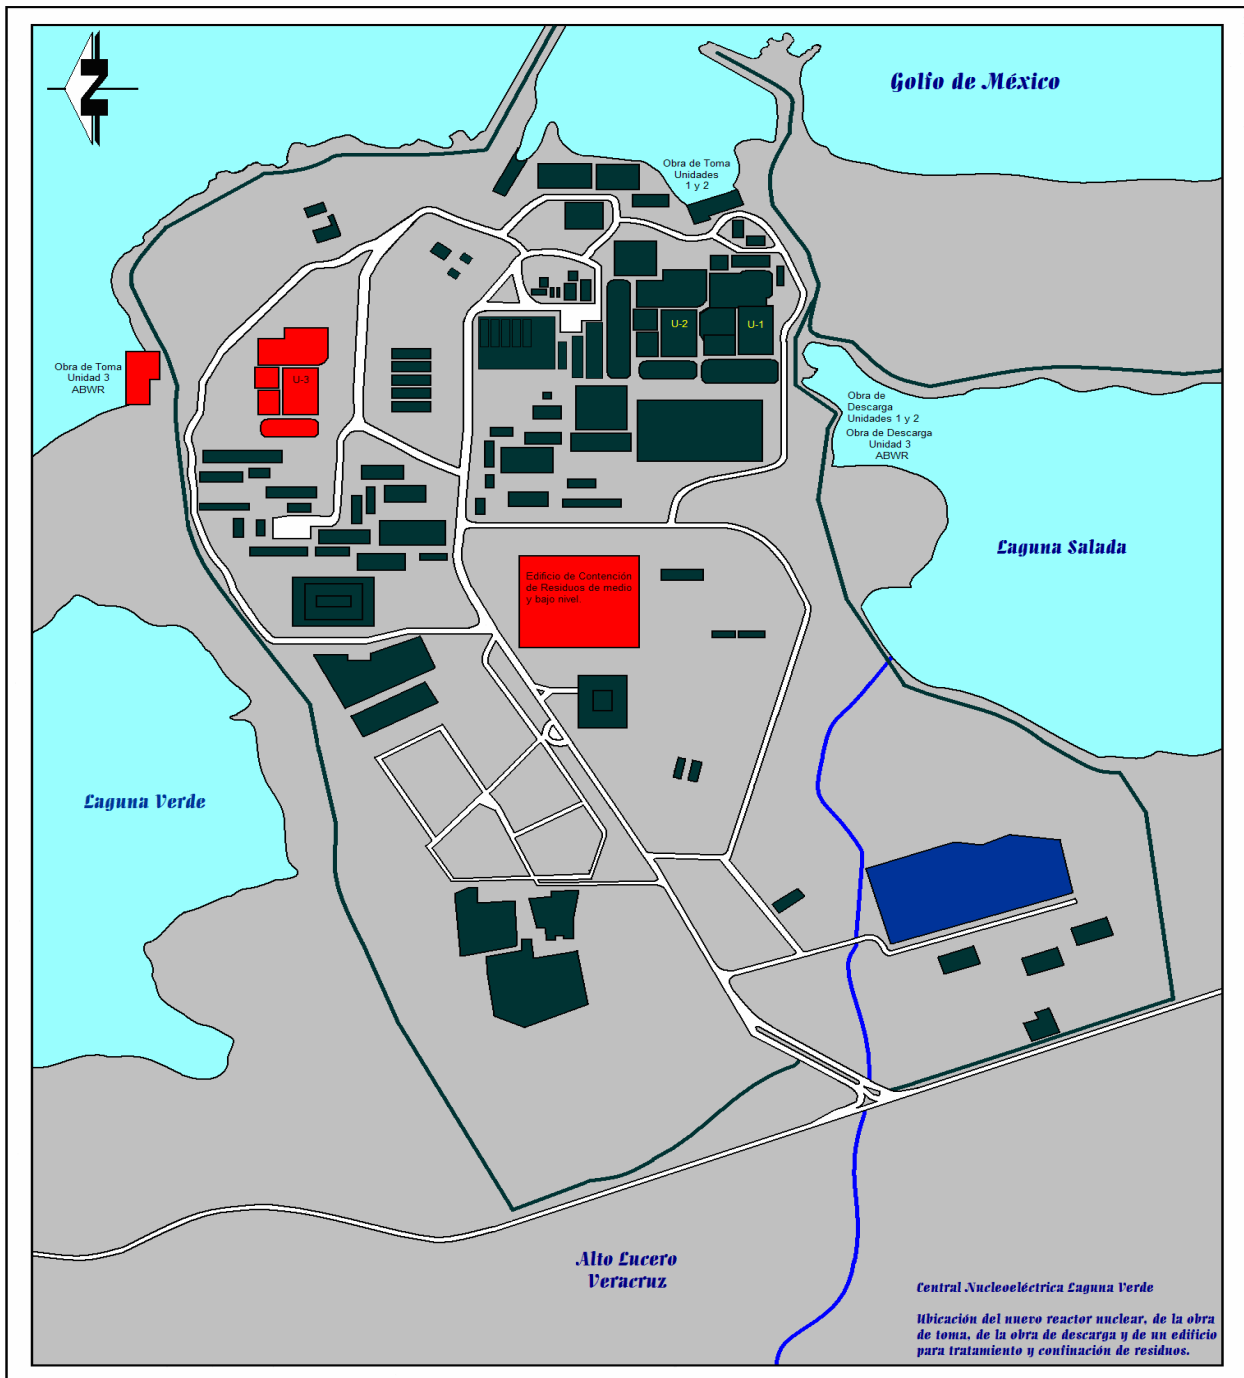 N
Golfo de México
Obra de Toma
Unidades
1 y 2
U-2
U-1
Obra de Toma
Unidad 3
ABWR
U-3
Obra de
Descarga
Unidades 1 y 2
Obra de Descarga
Unidad 3
ABWR
Laguna Salada
Edificio de Contención
de Residuos de medio
y bajo nivel.
Laguna Verde
Alto Lucero
Veracruz
Central Nucleoeléctrica Laguna Verde
Ubicación del nuevo reactor nuclear, de la obra
de toma, de la obra de descarga y de un edificio
para tratamiento y confinación de residuos.